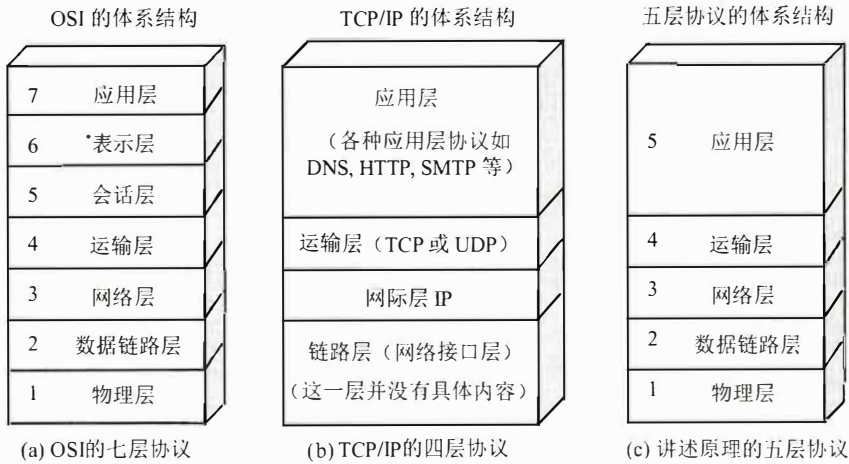 OSI 的体系结构
7 应用层
6 表示层
5 会话层
4 运输层
3 网络层
2 数据链路层
1 物理层
(a) OSI的七层协议
TCP/IP 的体系结构
应用层
（各种应用层协议如
DNS, HTTP, SMTP 等）
运输层（TCP 或 UDP）
网际层 IP
链路层（网络接口层）
（这一层并没有具体内容）
(b) TCP/IP的四层协议
五层协议的体系结构
5 应用层
4 运输层
3 网络层
2 数据链路层
1 物理层
(c) 讲述原理的五层协议